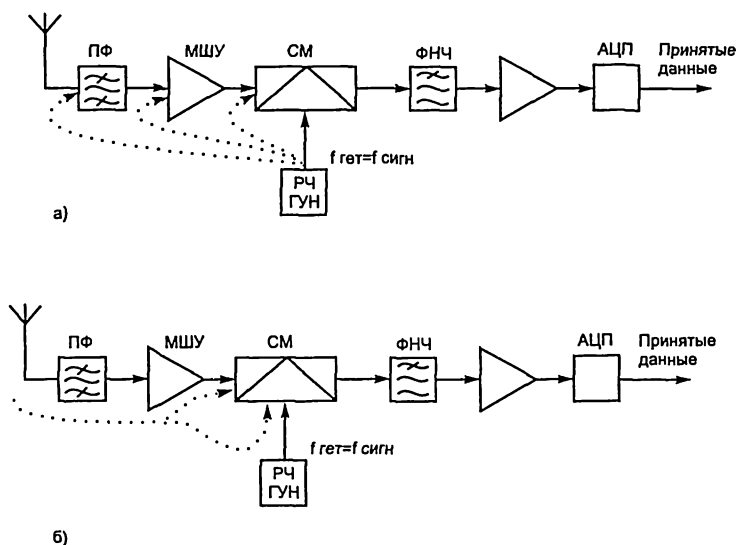 ПФ МШУ СМ ФНЧ АЦП Принятые
данные
f гет=f сигн
РЧ
ГУН
а)
ПФ МШУ СМ ФНЧ АЦП Принятые
данные
f гет=f сигн
РЧ
ГУН
б)